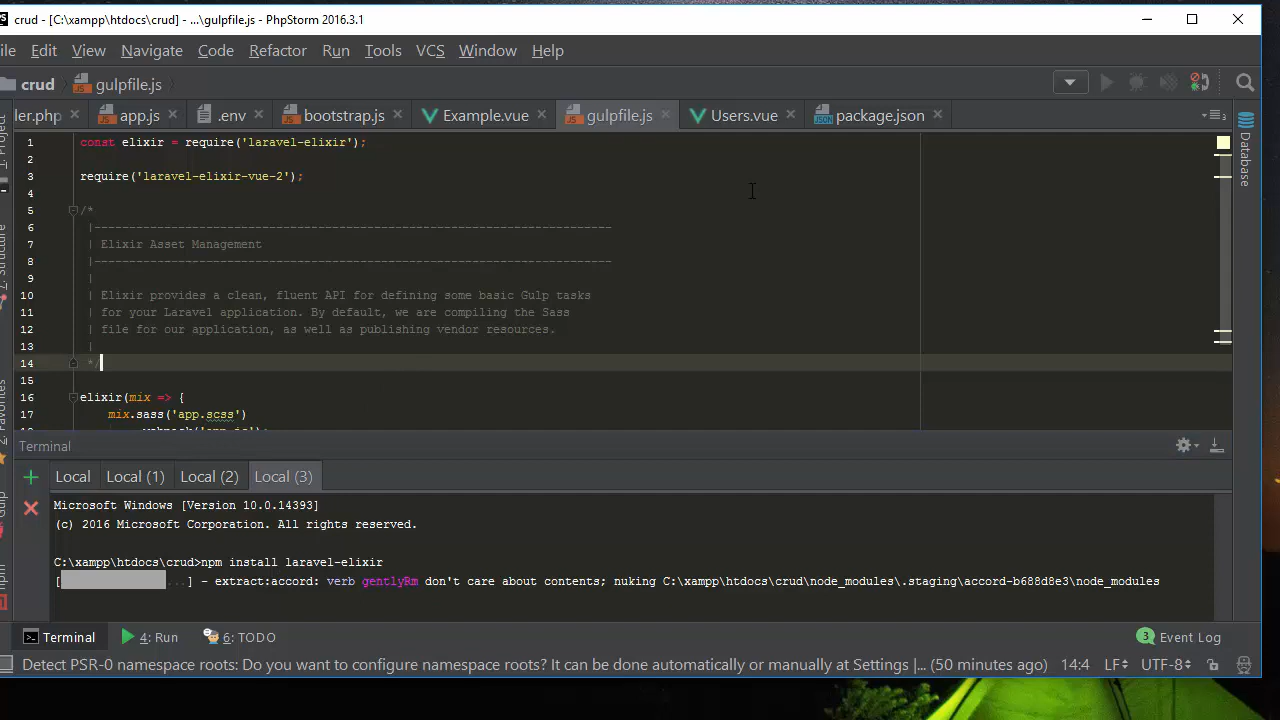 crud - [C:\xampp\htdocs\crud] - ...\gulpfile.js - PhpStorm 2016.3.1
ile Edit View Navigate Code Refactor Run Tools VCS Window Help
crud gulpfile.js
ler.php app.js .env bootstrap.js Example.vue gulpfile.js Users.vue package.json
1 const elixir = require('laravel-elixir');
2
3 require('laravel-elixir-vue-2');
4
5 /*
6 |--------------------------------------------------------------------------
7 | Elixir Asset Management
8 |--------------------------------------------------------------------------
9 |
10 | Elixir provides a clean, fluent API for defining some basic Gulp tasks
11 | for your Laravel application. By default, we are compiling the Sass
12 | file for our application, as well as publishing vendor resources.
13 |
14 */
15
16 elixir(mix => {
17 mix.sass('app.scss')
1: Project
7: Structure
2: Favorites
Gulp
npm
Database
Terminal
Local Local (1) Local (2) Local (3)
Microsoft Windows [Version 10.0.14393]
(c) 2016 Microsoft Corporation. All rights reserved.
C:\xampp\htdocs\crud>npm install laravel-elixir
[ ...] - extract:accord: verb gentlyRm don't care about contents; nuking C:\xampp\htdocs\crud\node_modules\.staging\accord-b688d8e3\node_modules
Terminal 4: Run 6: TODO 3 Event Log
Detect PSR-0 namespace roots: Do you want to configure namespace roots? It can be done automatically or manually at Settings |... (50 minutes ago) 14:4 LF UTF-8